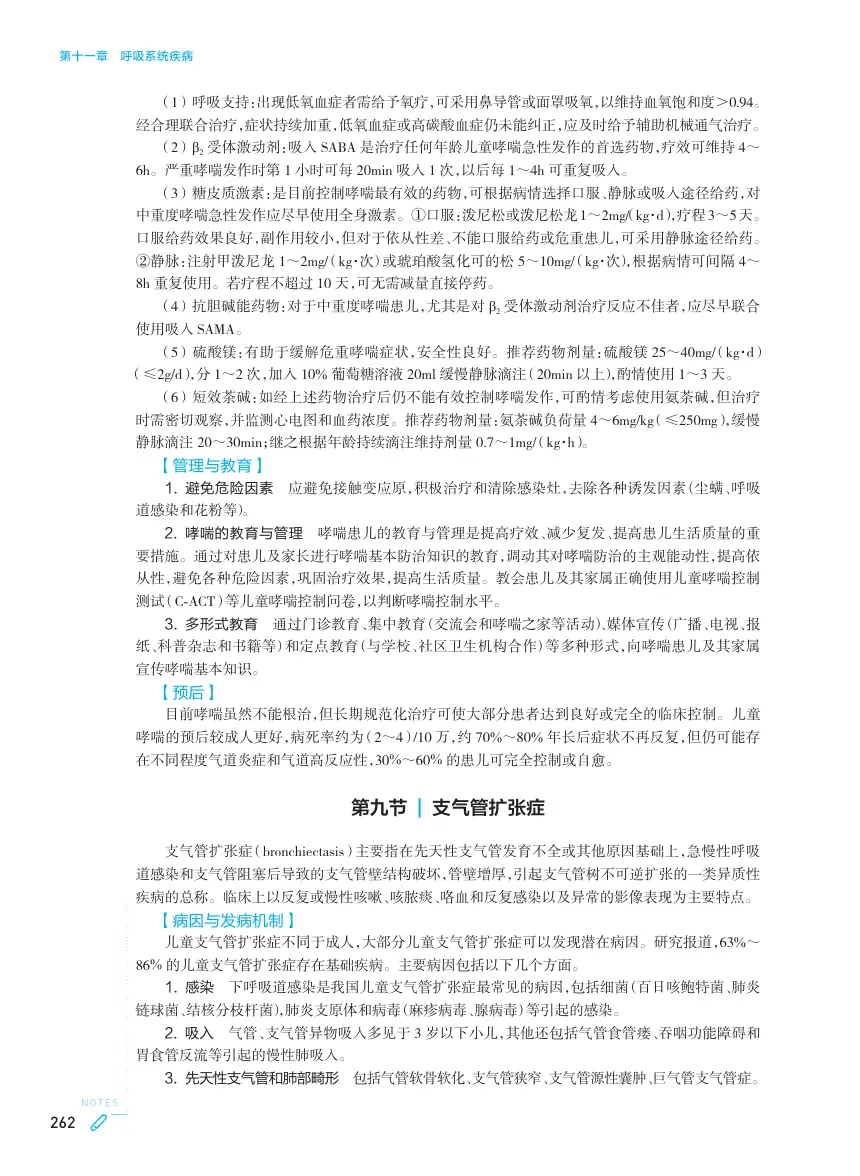 第十一章 呼吸系统疾病
（1）呼吸支持：出现低氧血症者需给予氧疗，可采用鼻导管或面罩吸氧，以维持血氧饱和度＞0.94。
经合理联合治疗，症状持续加重，低氧血症或高碳酸血症仍未能纠正，应及时给予辅助机械通气治疗。
（2）β₂ 受体激动剂：吸入 SABA 是治疗任何年龄儿童哮喘急性发作的首选药物，疗效可维持 4～
6h。严重哮喘发作时第 1 小时可每 20min 吸入 1 次，以后每 1～4h 可重复吸入。
（3）糖皮质激素：是目前控制哮喘最有效的药物，可根据病情选择口服、静脉或吸入途径给药，对
中重度哮喘急性发作应尽早使用全身激素。①口服：泼尼松或泼尼松龙 1～2mg/（kg·d），疗程 3～5 天。
口服给药效果良好，副作用较小，但对于依从性差、不能口服给药或危重患儿，可采用静脉途径给药。
②静脉：注射甲泼尼龙 1～2mg/（kg·次）或琥珀酸氢化可的松 5～10mg/（kg·次），根据病情可间隔 4～
8h 重复使用。若疗程不超过 10 天，可无需减量直接停药。
（4）抗胆碱能药物：对于中重度哮喘患儿，尤其是对 β₂ 受体激动剂治疗反应不佳者，应尽早联合
使用吸入 SAMA。
（5）硫酸镁：有助于缓解危重哮喘症状，安全性良好。推荐药物剂量：硫酸镁 25～40mg/（kg·d）
（≤2g/d），分 1～2 次，加入 10% 葡萄糖溶液 20ml 缓慢静脉滴注（20min 以上），酌情使用 1～3 天。
（6）短效茶碱：如经上述药物治疗后仍不能有效控制哮喘发作，可酌情考虑使用氨茶碱，但治疗
时需密切观察，并监测心电图和血药浓度。推荐药物剂量：氨茶碱负荷量 4～6mg/kg（≤250mg），缓慢
静脉滴注 20～30min；继之根据年龄持续滴注维持剂量 0.7～1mg/（kg·h）。
【管理与教育】
1. 避免危险因素 应避免接触变应原，积极治疗和清除感染灶，去除各种诱发因素（尘螨、呼吸
道感染和花粉等）。
2. 哮喘的教育与管理 哮喘患儿的教育与管理是提高疗效、减少复发、提高患儿生活质量的重
要措施。通过对患儿及家长进行哮喘基本防治知识的教育，调动其对哮喘防治的主观能动性，提高依
从性，避免各种危险因素，巩固治疗效果，提高生活质量。教会患儿及其家属正确使用儿童哮喘控制
测试（C-ACT）等儿童哮喘控制问卷，以判断哮喘控制水平。
3. 多形式教育 通过门诊教育、集中教育（交流会和哮喘之家等活动）、媒体宣传（广播、电视、报
纸、科普杂志和书籍等）和定点教育（与学校、社区卫生机构合作）等多种形式，向哮喘患儿及其家属
宣传哮喘基本知识。
【预后】
目前哮喘虽然不能根治，但长期规范化治疗可使大部分患者达到良好或完全的临床控制。儿童
哮喘的预后较成人更好，病死率约为（2～4）/10 万，约 70%～80% 年长后症状不再反复，但仍可能存
在不同程度气道炎症和气道高反应性，30%～60% 的患儿可完全控制或自愈。
第九节 | 支气管扩张症
支气管扩张症（bronchiectasis）主要指在先天性支气管发育不全或其他原因基础上，急慢性呼吸
道感染和支气管阻塞后导致的支气管壁结构破坏，管壁增厚，引起支气管树不可逆扩张的一类异质性
疾病的总称。临床上以反复或慢性咳嗽、咳脓痰、咯血和反复感染以及异常的影像表现为主要特点。
【病因与发病机制】
儿童支气管扩张症不同于成人，大部分儿童支气管扩张症可以发现潜在病因。研究报道，63%～
86% 的儿童支气管扩张症存在基础疾病。主要病因包括以下几个方面。
1. 感染 下呼吸道感染是我国儿童支气管扩张症最常见的病因，包括细菌（百日咳鲍特菌、肺炎
链球菌、结核分枝杆菌），肺炎支原体和病毒（麻疹病毒、腺病毒）等引起的感染。
2. 吸入 气管、支气管异物吸入多见于 3 岁以下小儿，其他还包括气管食管瘘、吞咽功能障碍和
胃食管反流等引起的慢性肺吸入。
3. 先天性支气管和肺部畸形 包括气管软骨软化、支气管狭窄、支气管源性囊肿、巨气管支气管症。
NOTES
262